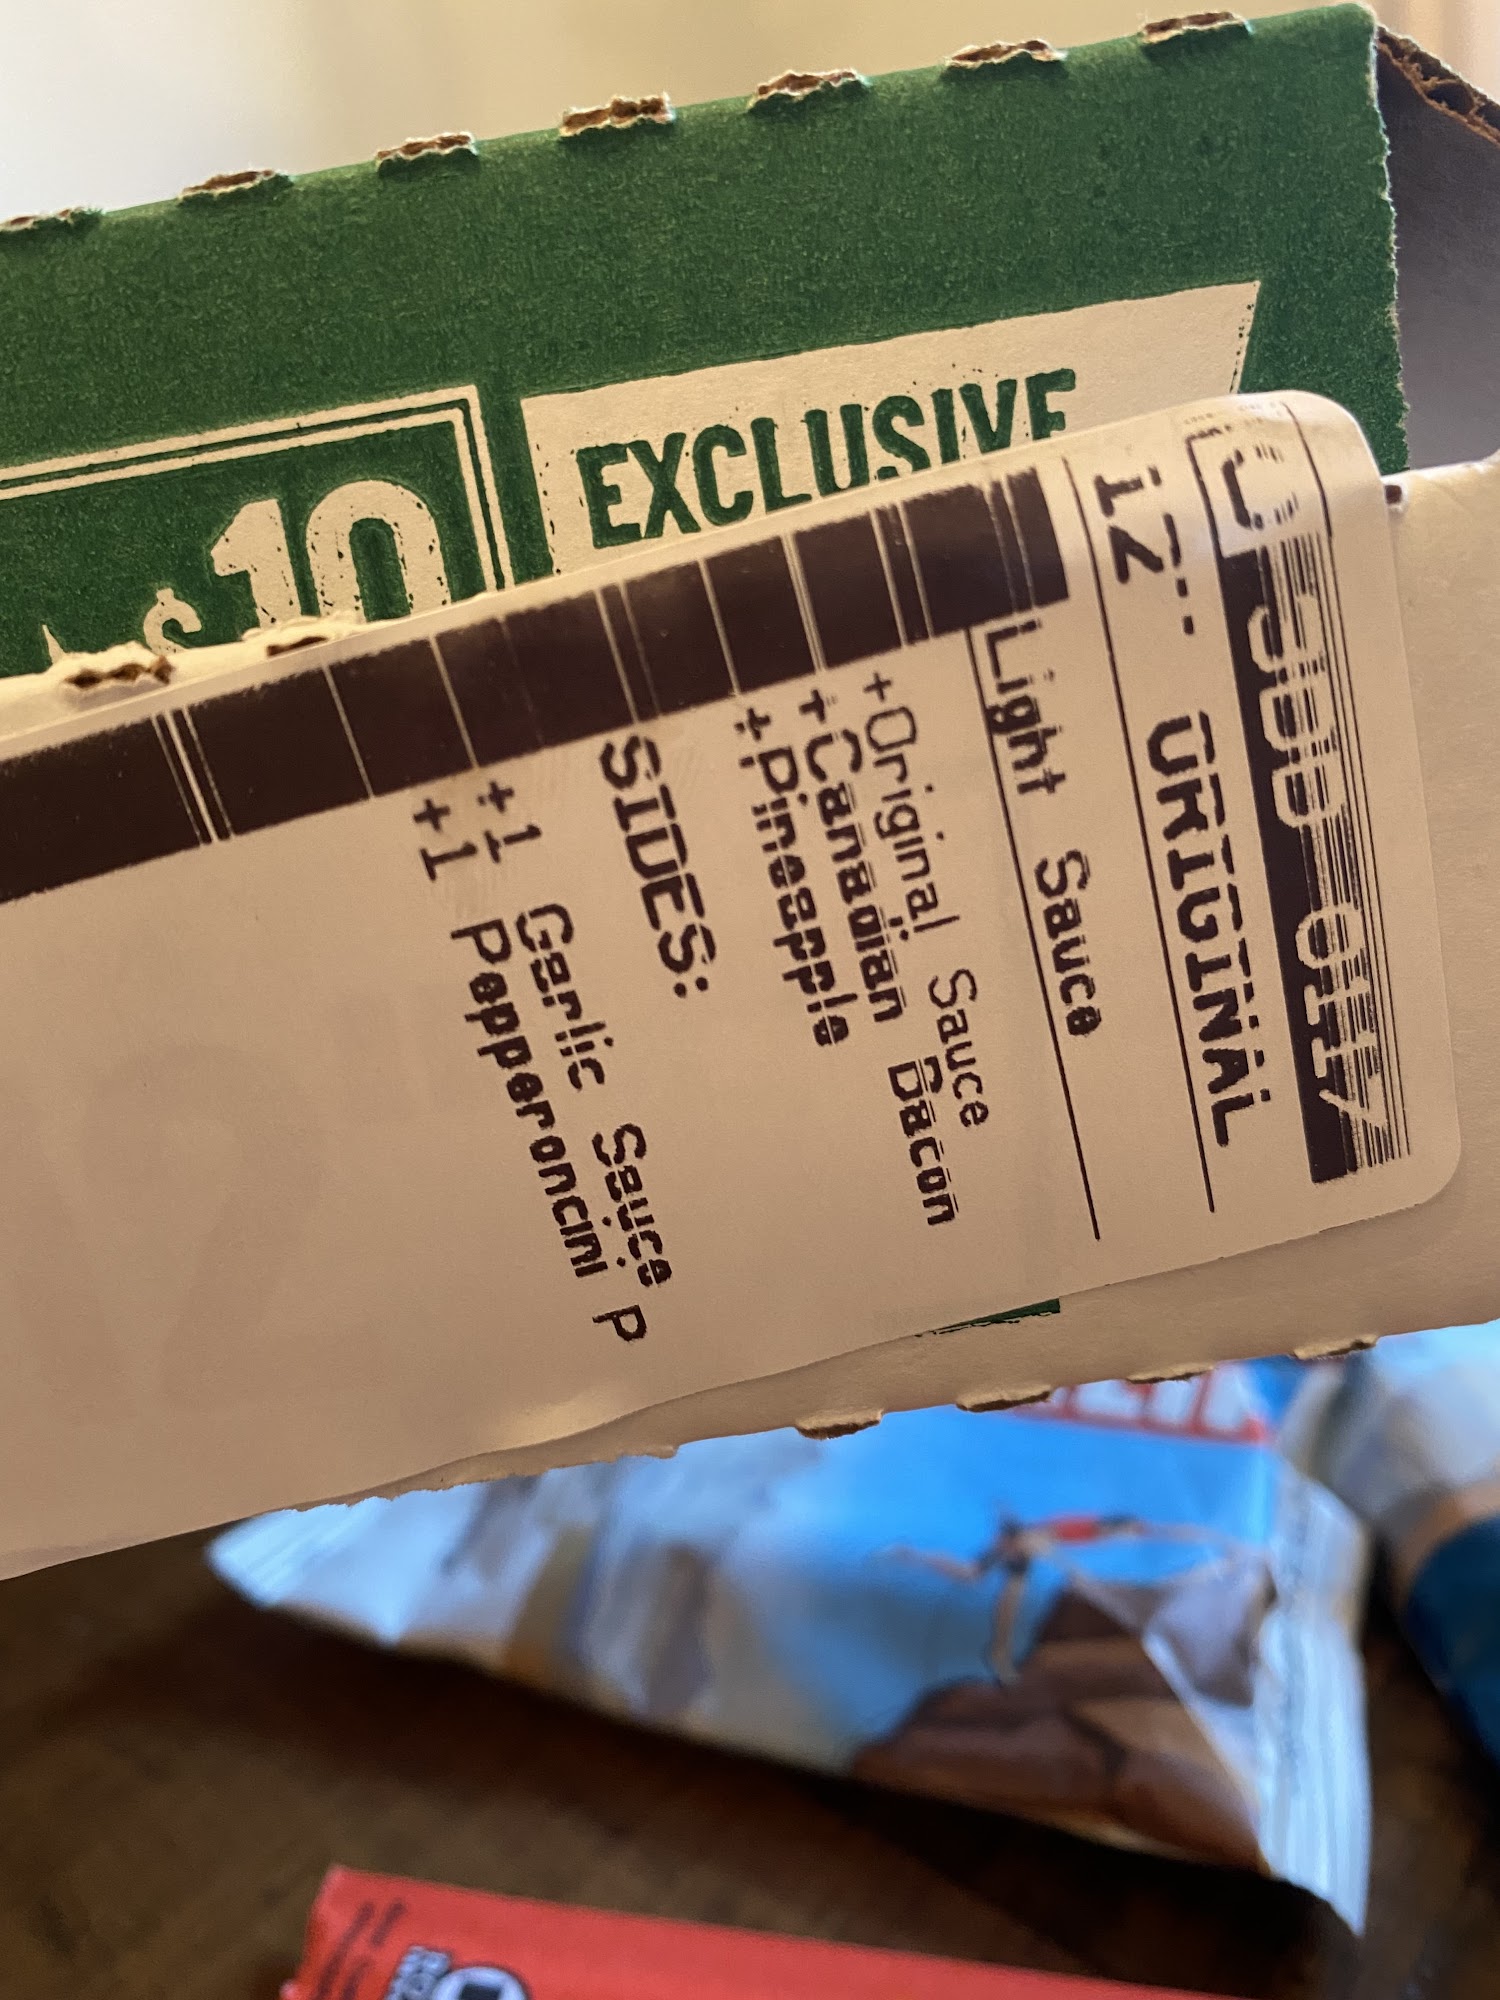 EXCLUSIVE
$10
12" ORIGINAL
Light Sauce
+Original Sauce
+Canadian Bacon
+Pineapple
SIDES:
+1 Garlic Sauce
+1 Pepperoncini P